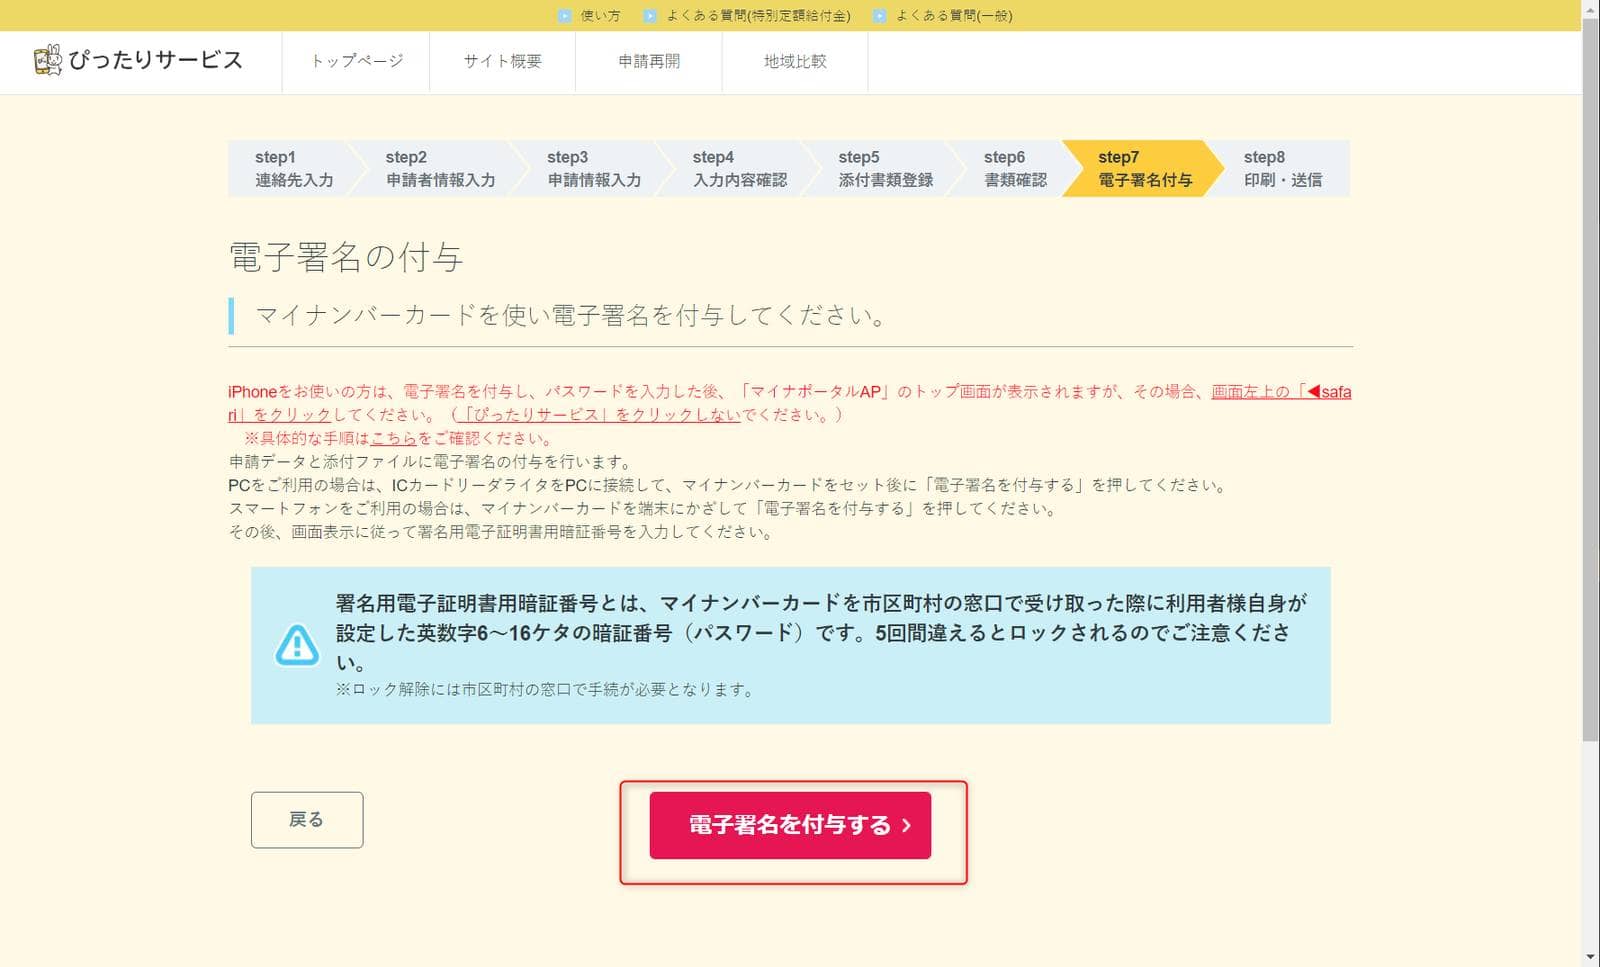 使い方 よくある質問(特別定額給付金) よくある質問(一般)
ぴったりサービス トップページ サイト概要 申請再開 地域比較
step1 step2 step3 step4 step5 step6 step7 step8
連絡先入力 申請者情報入力 申請情報入力 入力内容確認 添付書類登録 書類確認 電子署名付与 印刷・送信
電子署名の付与
マイナンバーカードを使い電子署名を付与してください。
iPhoneをお使いの方は、電子署名を付与し、パスワードを入力した後、「マイナポータルAP」のトップ画面が表示されますが、その場合、画面左上の「◀safa
ri」をクリックしてください。（「ぴったりサービス」をクリックしないでください。）
※具体的な手順はこちらをご確認ください。
申請データと添付ファイルに電子署名の付与を行います。
PCをご利用の場合は、ICカードリーダライタをPCに接続して、マイナンバーカードをセット後に「電子署名を付与する」を押してください。
スマートフォンをご利用の場合は、マイナンバーカードを端末にかざして「電子署名を付与する」を押してください。
その後、画面表示に従って署名用電子証明書用暗証番号を入力してください。
署名用電子証明書用暗証番号とは、マイナンバーカードを市区町村の窓口で受け取った際に利用者様自身が
設定した英数字6～16ケタの暗証番号（パスワード）です。5回間違えるとロックされるのでご注意くださ
い。
※ロック解除には市区町村の窓口で手続が必要となります。
戻る 電子署名を付与する